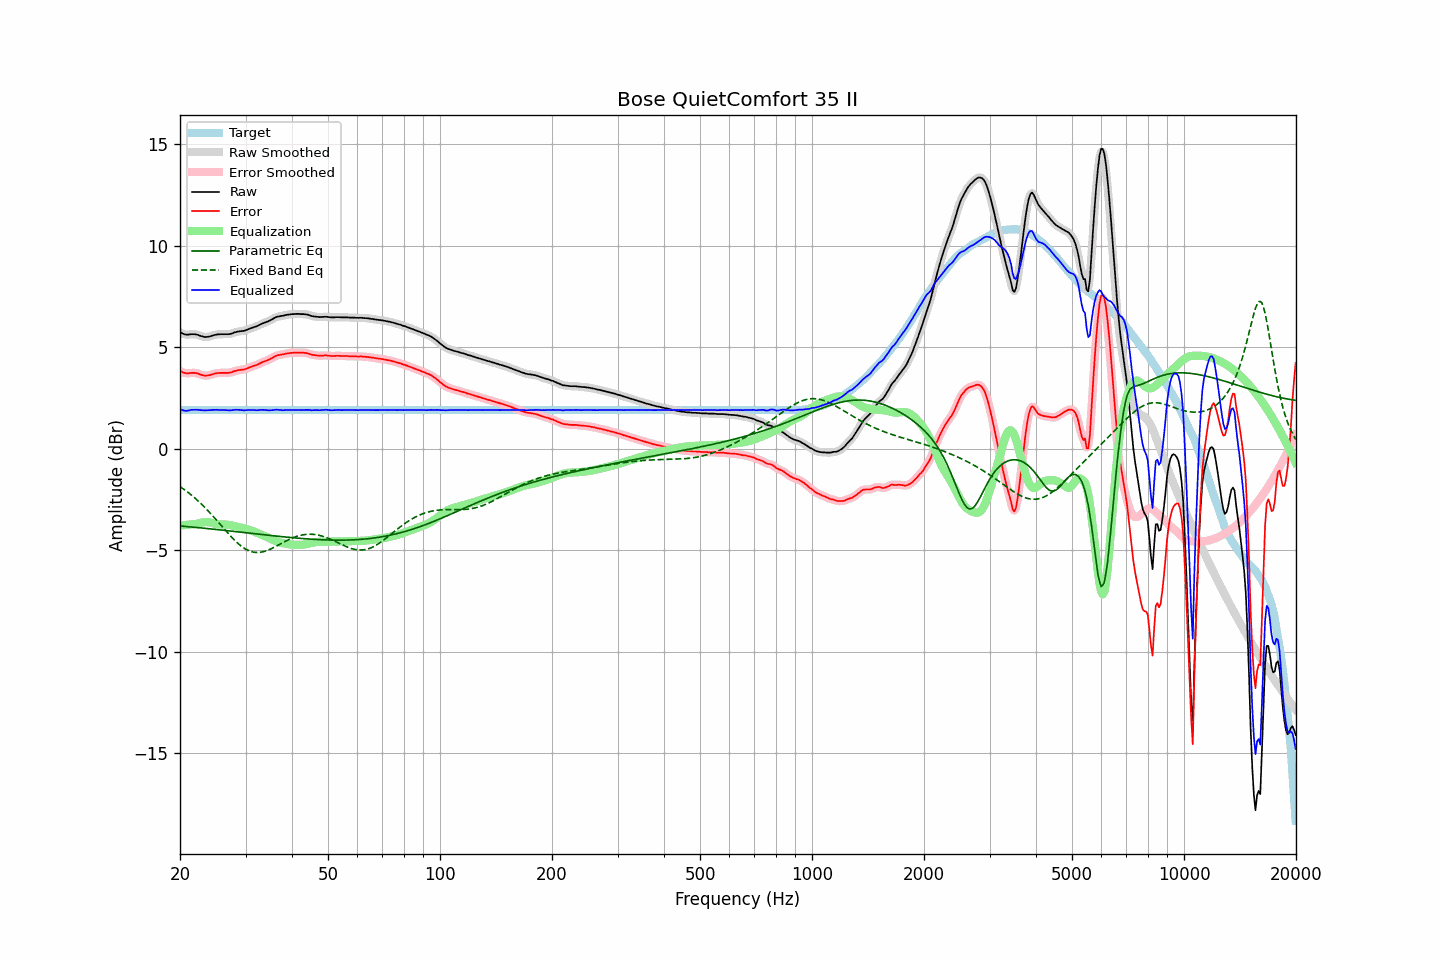 Bose QuietComfort 35 II
Target
Raw Smoothed
Error Smoothed
Raw
Error
Equalization
Parametric Eq
Fixed Band Eq
Equalized
Amplitude (dBr)
15
10
5
0
−5
−10
−15
20 50 100 200 500 1000 2000 5000 10000 20000
Frequency (Hz)